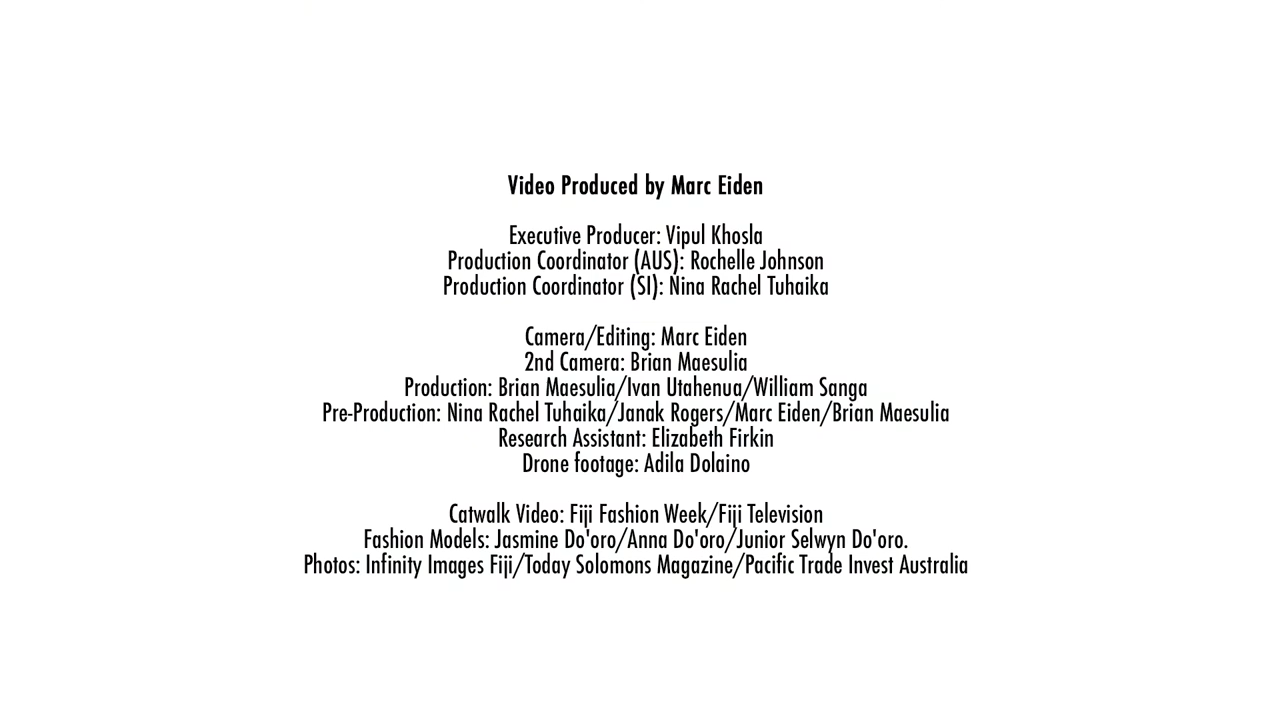 Video Produced by Marc Eiden
Executive Producer: Vipul Khosla
Production Coordinator (AUS): Rochelle Johnson
Production Coordinator (SI): Nina Rachel Tuhaika
Camera/Editing: Marc Eiden
2nd Camera: Brian Maesulia
Production: Brian Maesulia/Ivan Utahenua/William Sanga
Pre-Production: Nina Rachel Tuhaika/Janak Rogers/Marc Eiden/Brian Maesulia
Research Assistant: Elizabeth Firkin
Drone footage: Adila Dolaino
Catwalk Video: Fiji Fashion Week/Fiji Television
Fashion Models: Jasmine Do'oro/Anna Do'oro/Junior Selwyn Do'oro.
Photos: Infinity Images Fiji/Today Solomons Magazine/Pacific Trade Invest Australia